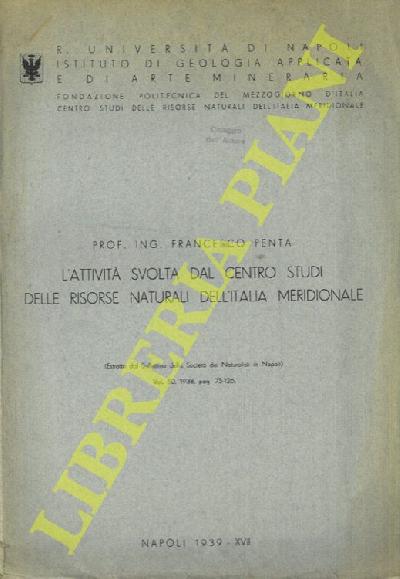 R. UNIVERSITÀ DI NAPOLI
ISTITUTO DI GEOLOGIA APPLICATA
E DI ARTE MINERARIA
FONDAZIONE POLITECNICA DEL MEZZOGIORNO D'ITALIA
CENTRO STUDI DELLE RISORSE NATURALI DELL'ITALIA MERIDIONALE
Omaggio
dell'Autore
PROF. ING. FRANCESCO PENTA
L'ATTIVITÀ SVOLTA DAL CENTRO STUDI
DELLE RISORSE NATURALI DELL'ITALIA MERIDIONALE
(Estratto dal Bollettino della Società dei Naturalisti in Napoli)
Vol. 50, 1938, pag. 75-126.
NAPOLI 1939 - XVII
LIBRERIA PIANI